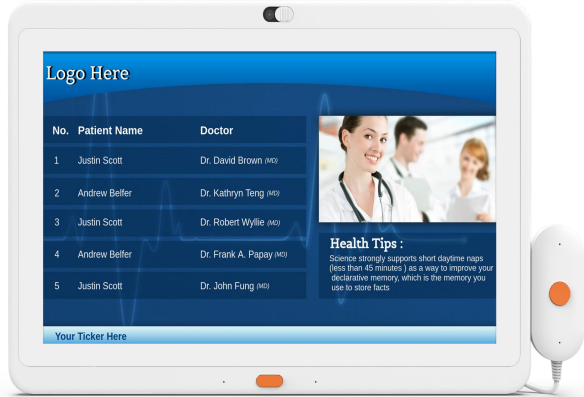 Logo Here
No. Patient Name Doctor
1 Justin Scott Dr. David Brown (MD)
2 Andrew Belfer Dr. Kathryn Teng (MD)
3 Justin Scott Dr. Robert Wyllie (MD)
4 Andrew Belfer Dr. Frank A. Papay (MD)
5 Justin Scott Dr. John Fung (MD)
Health Tips :
Science strongly supports short daytime naps
(less than 45 minutes ) as a way to improve your
declarative memory, which is the memory you
use to store facts
Your Ticker Here